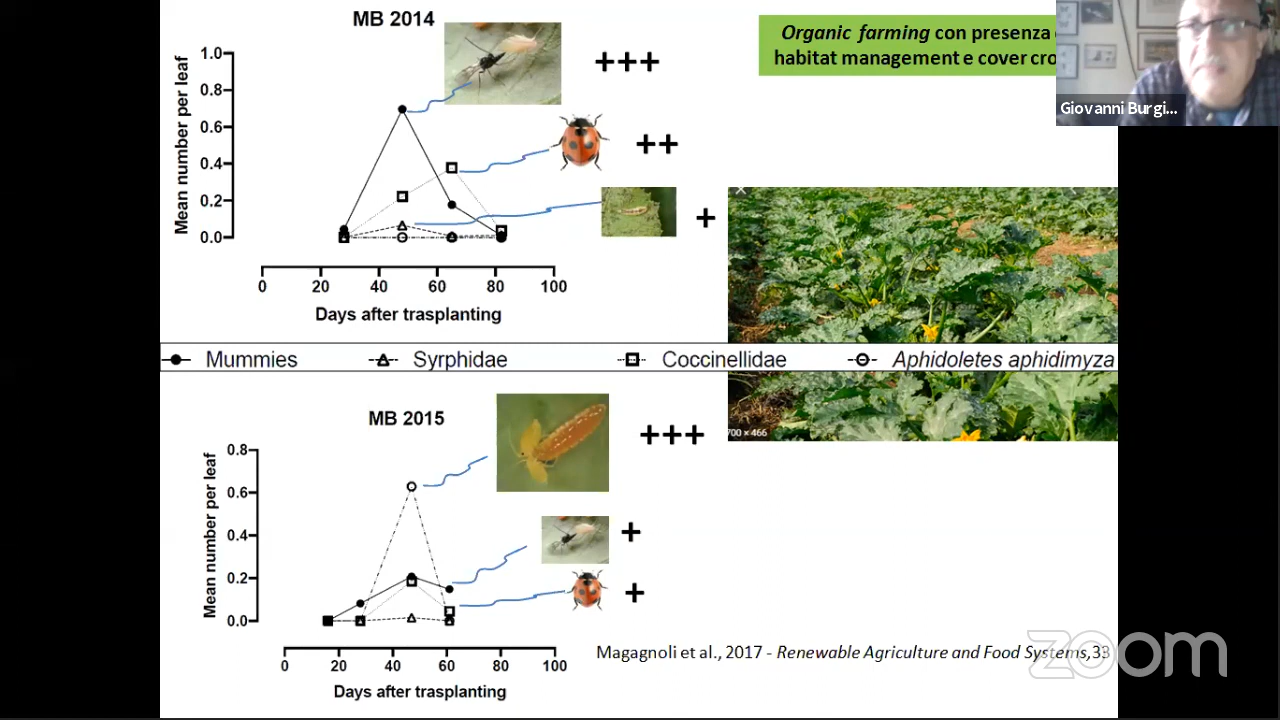 MB 2014
Organic farming con presenza
habitat management e cover cro
Giovanni Burgi...
+++
++
+
Mean number per leaf
1.0
0.8
0.6
0.4
0.2
0.0
0 20 40 60 80 100
Days after trasplanting
Mummies Syrphidae Coccinellidae Aphidoletes aphidimyza
MB 2015
+++
700 × 466
+
+
Mean number per leaf
0.8
0.6
0.4
0.2
0.0
0 20 40 60 80 100
Days after trasplanting
Magagnoli et al., 2017 - Renewable Agriculture and Food Systems,33
zoom